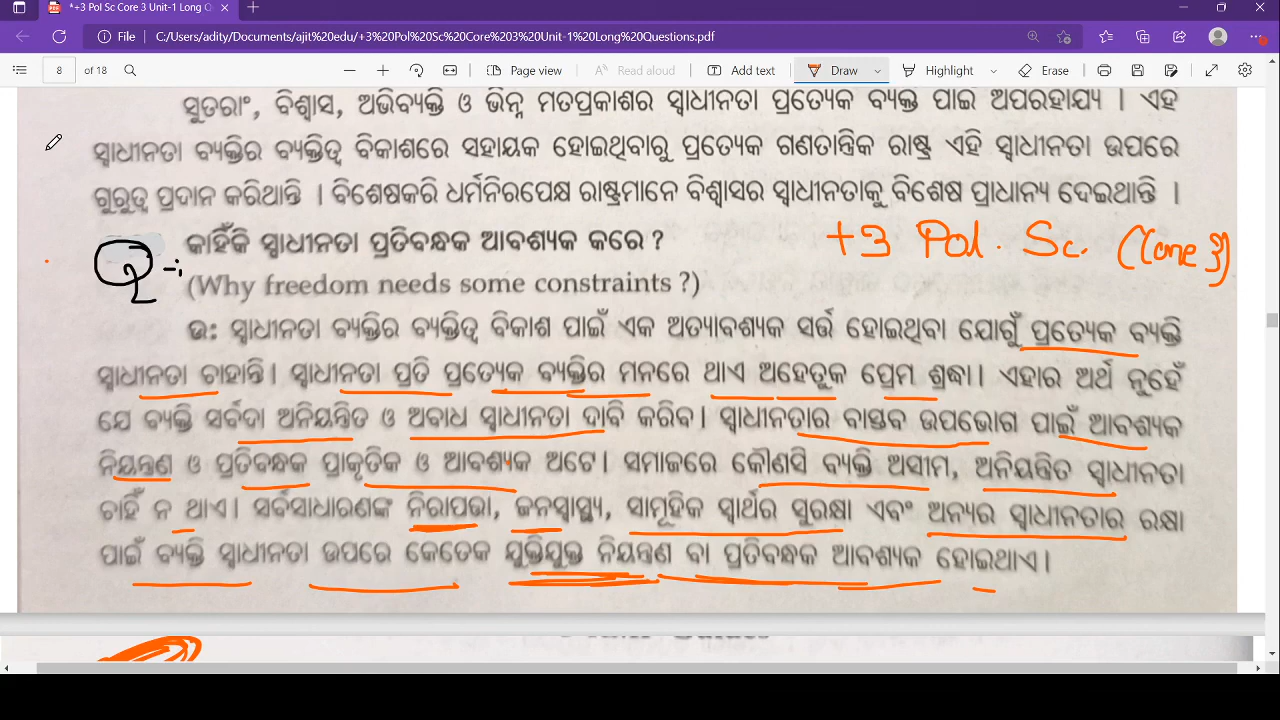 *+3 Pol Sc Core 3 Unit-1 Long Q
File C:/Users/adity/Documents/ajit%20edu/+3%20Pol%20Sc%20Core%203%20Unit-1%20Long%20Questions.pdf
8 of 18 Page view Read aloud Add text Draw Highlight Erase
ସୁତରାଂ, ବିଶ୍ୱାସ, ଅଭିବ୍ୟକ୍ତି ଓ ଭିନ୍ନ ମତପ୍ରକାଶର ସ୍ୱାଧୀନତା ପ୍ରତ୍ୟେକ ବ୍ୟକ୍ତ ପାଇଁ ଅପରହାଯ୍ୟ । ଏହ
ସ୍ୱାଧୀନତା ବ୍ୟକ୍ତିର ବ୍ୟକ୍ତିତ୍ୱ ବିକାଶରେ ସହାୟକ ହୋଇଥିବାରୁ ପ୍ରତ୍ୟେକ ଗଣତାନ୍ତ୍ରିକ ରାଷ୍ଟ୍ର ଏହି ସ୍ୱାଧୀନତା ଉପରେ
ଗୁରୁତ୍ୱ ପ୍ରଦାନ କରିଥାନ୍ତି । ବିଶେଷକରି ଧର୍ମନିରପେକ୍ଷ ରାଷ୍ଟ୍ରମାନେ ବିଶ୍ୱାସର ସ୍ୱାଧୀନତାକୁ ବିଶେଷ ପ୍ରାଧାନ୍ୟ ଦେଇଥାନ୍ତି ।
Q -: କାହିଁକି ସ୍ୱାଧୀନତା ପ୍ରତିବନ୍ଧକ ଆବଶ୍ୟକ କରେ ?
+3 Pol. Sc. (Core 3)
(Why freedom needs some constraints ?)
ଉ: ସ୍ୱାଧୀନତା ବ୍ୟକ୍ତିର ବ୍ୟକ୍ତିତ୍ୱ ବିକାଶ ପାଇଁ ଏକ ଅତ୍ୟାବଶ୍ୟକ ସର୍ତ୍ତ ହୋଇଥିବା ଯୋଗୁଁ ପ୍ରତ୍ୟେକ ବ୍ୟକ୍ତି
ସ୍ୱାଧୀନତା ଚାହାନ୍ତି । ସ୍ୱାଧୀନତା ପ୍ରତି ପ୍ରତ୍ୟେକ ବ୍ୟକ୍ତିର ମନରେ ଥାଏ ଅହେତୁକ ପ୍ରେମ ଶ୍ରଦ୍ଧା । ଏହାର ଅର୍ଥ ନୁହେଁ
ଯେ ବ୍ୟକ୍ତି ସର୍ବଦା ଅନିୟନ୍ତ୍ରିତ ଓ ଅବାଧ ସ୍ୱାଧୀନତା ଦାବି କରିବ । ସ୍ୱାଧୀନତାର ବାସ୍ତବ ଉପଭୋଗ ପାଇଁ ଆବଶ୍ୟକ
ନିୟନ୍ତ୍ରଣ ଓ ପ୍ରତିବନ୍ଧକ ପ୍ରାକୃତିକ ଓ ଆବଶ୍ୟକ ଅଟେ । ସମାଜରେ କୌଣସି ବ୍ୟକ୍ତି ଅସୀମ, ଅନିୟନ୍ତ୍ରିତ ସ୍ୱାଧୀନତା
ଚାହିଁ ନ ଥାଏ । ସର୍ବସାଧାରଣଙ୍କ ନିରାପତ୍ତା, ଜନସ୍ୱାସ୍ଥ୍ୟ, ସାମୂହିକ ସ୍ୱାର୍ଥର ସୁରକ୍ଷା ଏବଂ ଅନ୍ୟର ସ୍ୱାଧୀନତାର ରକ୍ଷା
ପାଇଁ ବ୍ୟକ୍ତି ସ୍ୱାଧୀନତା ଉପରେ କେତେକ ଯୁକ୍ତିଯୁକ୍ତ ନିୟନ୍ତ୍ରଣ ବା ପ୍ରତିବନ୍ଧକ ଆବଶ୍ୟକ ହୋଇଥାଏ ।